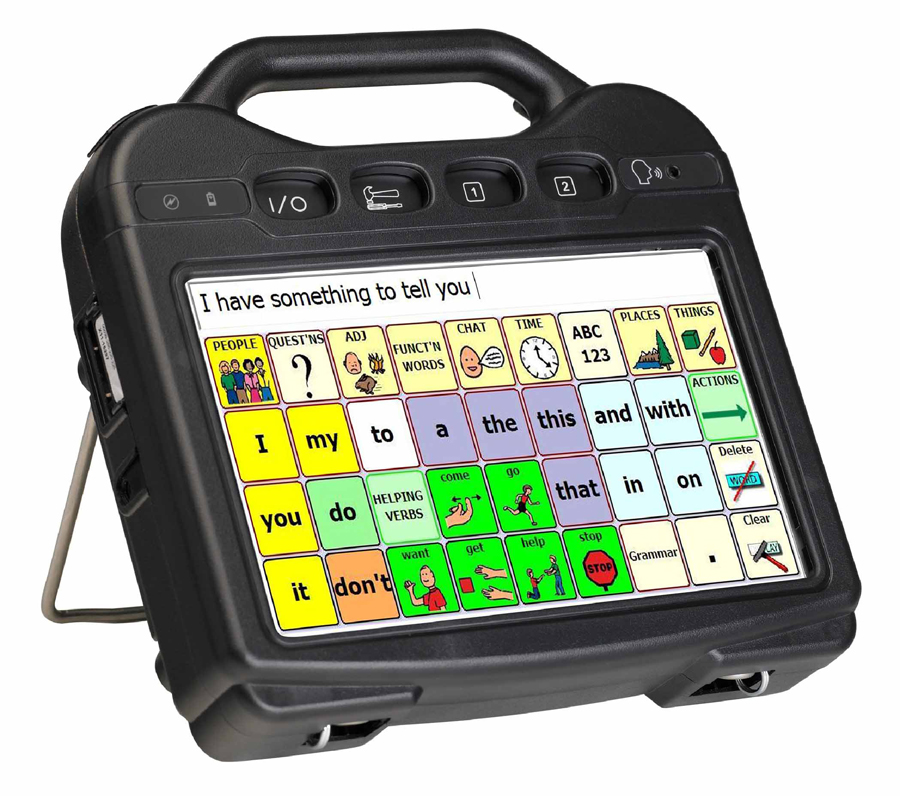 I/O
1
2
I have something to tell you
PEOPLE
QUEST'NS
?
ADJ
FUNCT'N
WORDS
CHAT
TIME
ABC
123
PLACES
THINGS
I
my
to
a
the
this
and
with
ACTIONS
you
do
HELPING
VERBS
come
go
that
in
on
Delete
WORD
it
don't
want
get
help
stop
STOP
Grammar
.
Clear